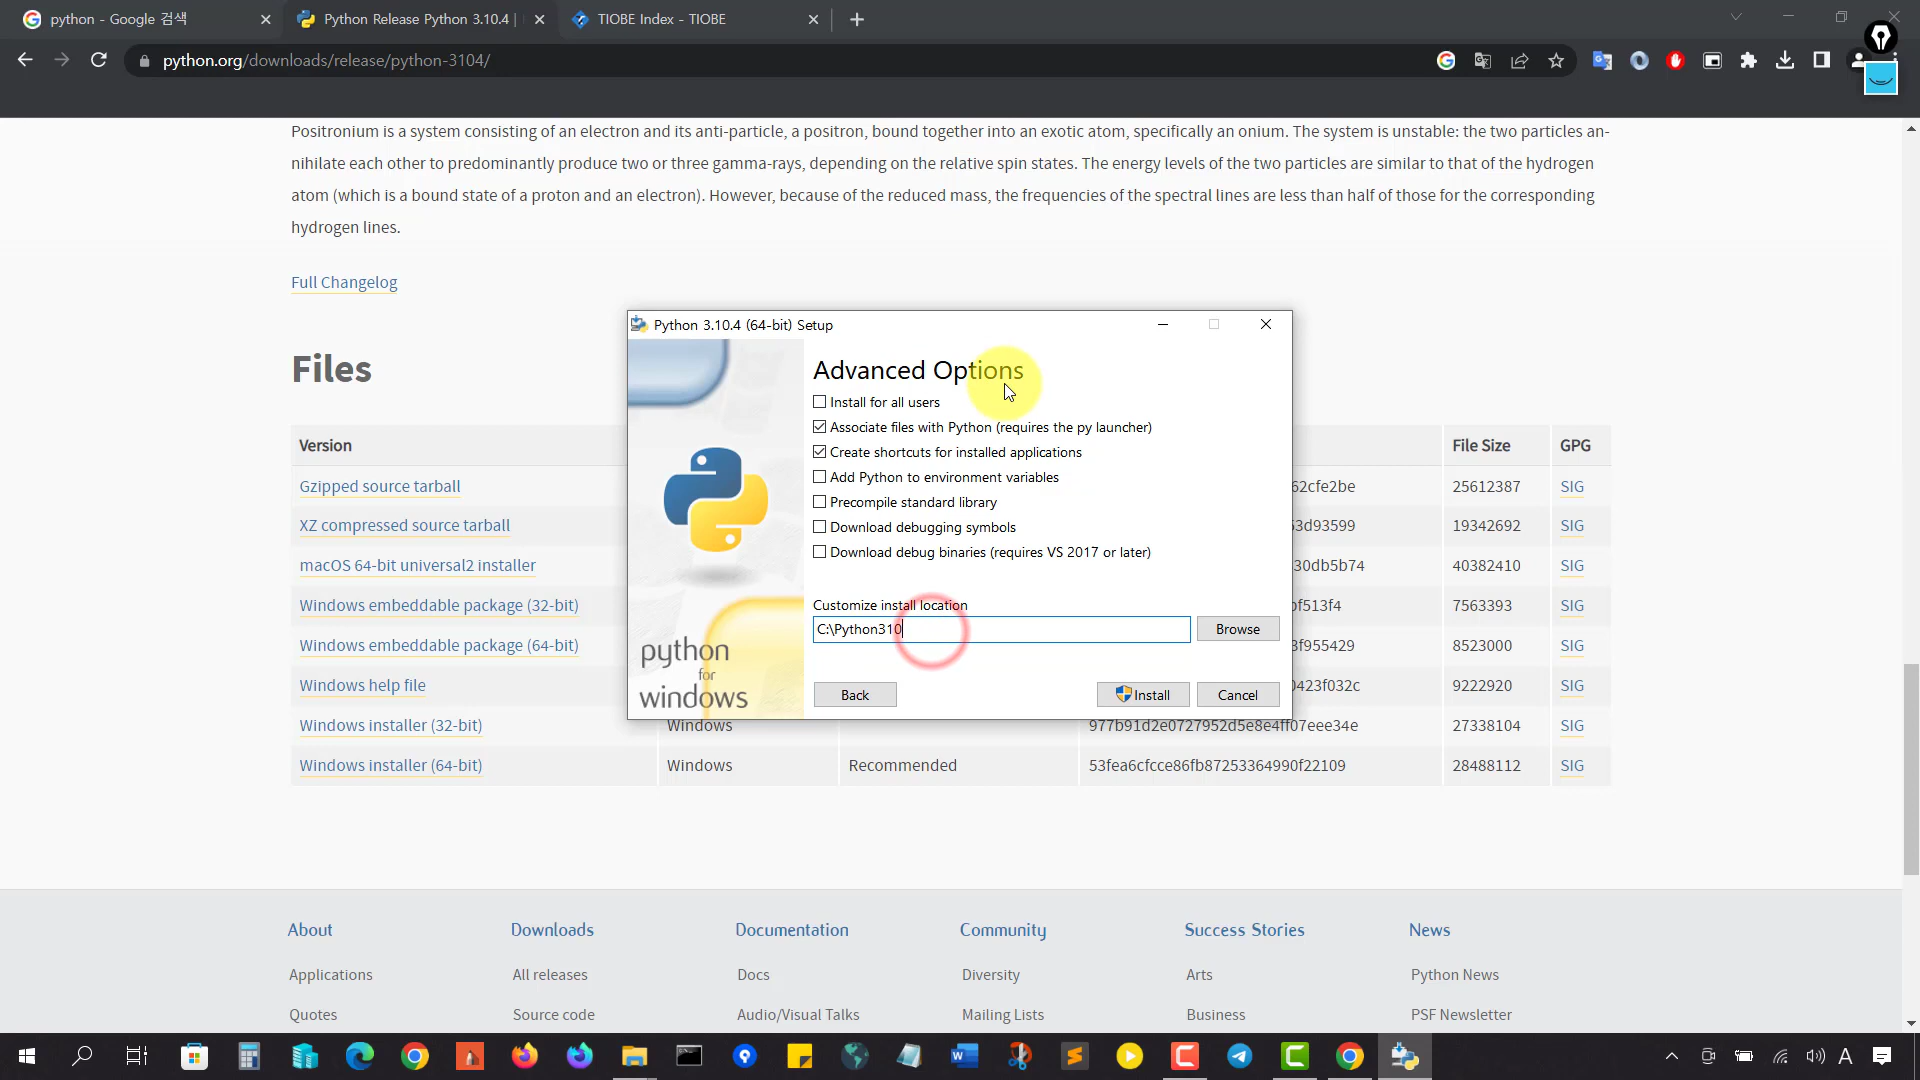 python - Google 검색
Python Release Python 3.10.4 |
TIOBE Index - TIOBE
python.org/downloads/release/python-3104/
Positronium is a system consisting of an electron and its anti-particle, a positron, bound together into an exotic atom, specifically an onium. The system is unstable: the two particles an-
nihilate each other to predominantly produce two or three gamma-rays, depending on the relative spin states. The energy levels of the two particles are similar to that of the hydrogen
atom (which is a bound state of a proton and an electron). However, because of the reduced mass, the frequencies of the spectral lines are less than half of those for the corresponding
hydrogen lines.
Full Changelog
Files
Version
File Size
GPG
Gzipped source tarball
62cfe2be
25612387
SIG
XZ compressed source tarball
3d93599
19342692
SIG
macOS 64-bit universal2 installer
30db5b74
40382410
SIG
Windows embeddable package (32-bit)
f513f4
7563393
SIG
Windows embeddable package (64-bit)
3f955429
8523000
SIG
Windows help file
0423f032c
9222920
SIG
Windows installer (32-bit)
Windows
977b91d2e0727952d5e8e4ff07eee34e
27338104
SIG
Windows installer (64-bit)
Windows
Recommended
53fea6cfcce86fb87253364990f22109
28488112
SIG
Python 3.10.4 (64-bit) Setup
Advanced Options
Install for all users
Associate files with Python (requires the py launcher)
Create shortcuts for installed applications
Add Python to environment variables
Precompile standard library
Download debugging symbols
Download debug binaries (requires VS 2017 or later)
Customize install location
C:\Python310
Browse
python
for
windows
Back
Install
Cancel
About
Downloads
Documentation
Community
Success Stories
News
Applications
All releases
Docs
Diversity
Arts
Python News
Quotes
Source code
Audio/Visual Talks
Mailing Lists
Business
PSF Newsletter
A